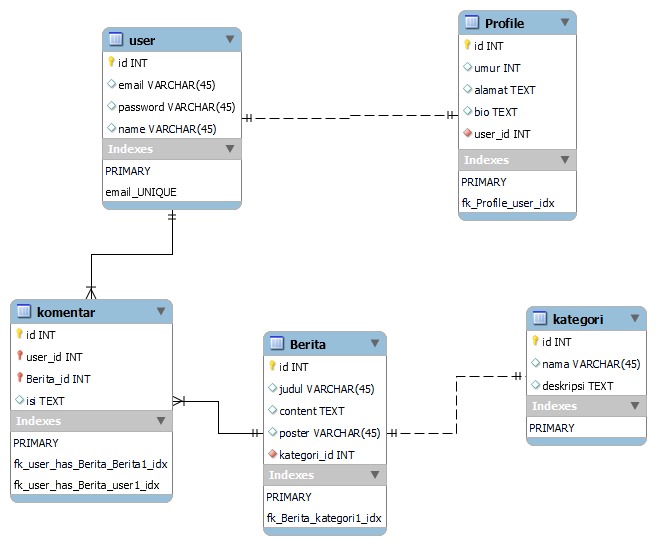 user
id INT
email VARCHAR(45)
password VARCHAR(45)
name VARCHAR(45)
Indexes
PRIMARY
email_UNIQUE
Profile
id INT
umur INT
alamat TEXT
bio TEXT
user_id INT
Indexes
PRIMARY
fk_Profile_user_idx
komentar
id INT
user_id INT
Berita_id INT
isi TEXT
Indexes
PRIMARY
fk_user_has_Berita_Berita1_idx
fk_user_has_Berita_user1_idx
Berita
id INT
judul VARCHAR(45)
content TEXT
poster VARCHAR(45)
kategori_id INT
Indexes
PRIMARY
fk_Berita_kategori1_idx
kategori
id INT
nama VARCHAR(45)
deskripsi TEXT
Indexes
PRIMARY